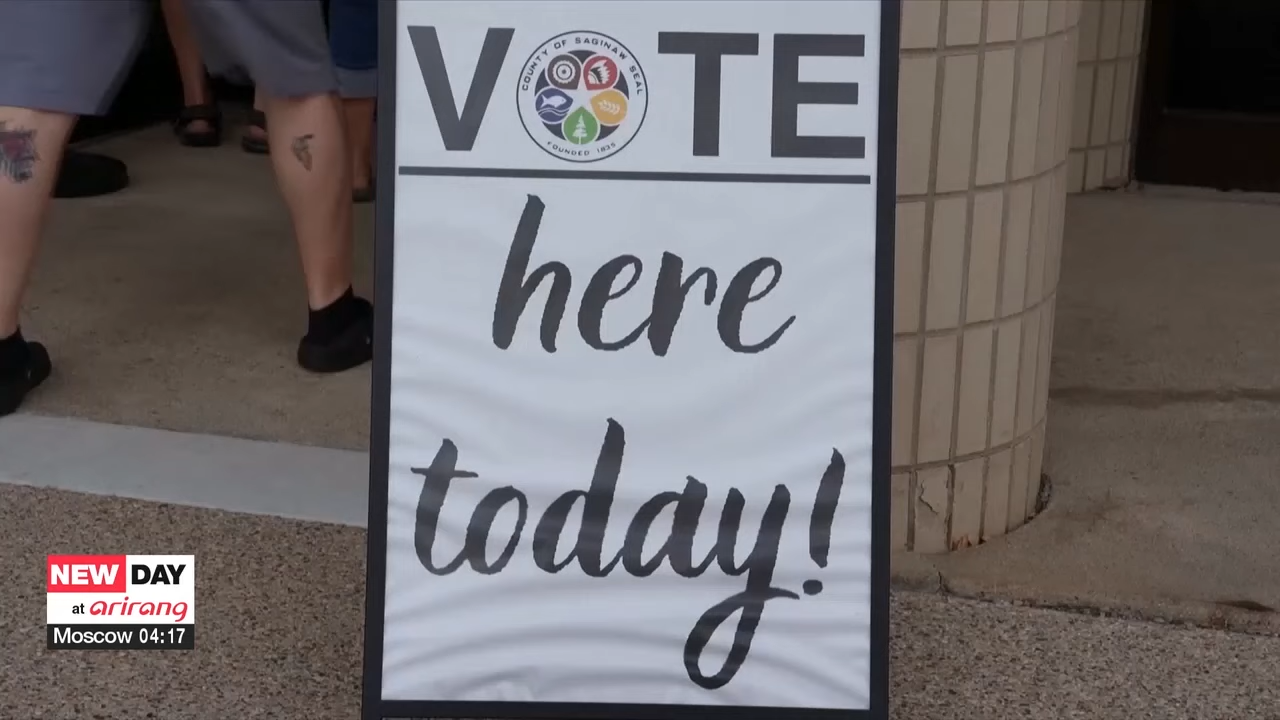 VOTE
COUNTY OF SAGINAW SEAL
FOUNDED 1835
here
today!
NEW DAY
at arirang
Moscow 04:17